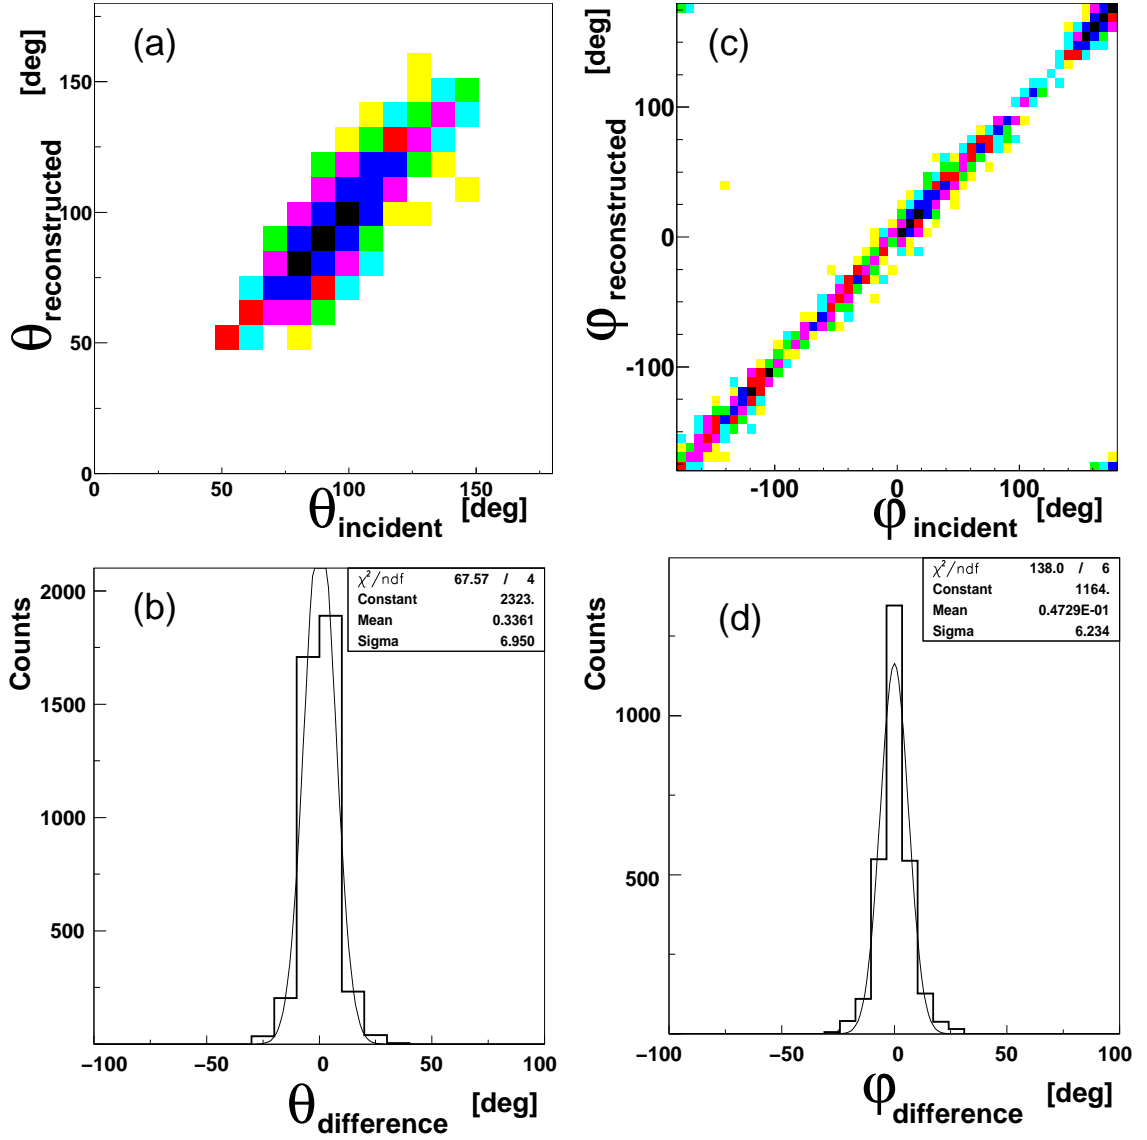 (a)
[deg]
θreconstructed
150
100
50
0
0
50
100
150
θincident [deg]
(c)
[deg]
φreconstructed
100
0
-100
-100
0
100
φincident [deg]
(b)
Counts
2000
1500
1000
500
χ²/ndf 67.57 / 4
Constant 2323.
Mean 0.3361
Sigma 6.950
−100
−50
0
50
100
θdifference [deg]
(d)
Counts
1000
500
χ²/ndf 138.0 / 6
Constant 1164.
Mean 0.4729E-01
Sigma 6.234
−100
−50
0
50
100
φdifference [deg]